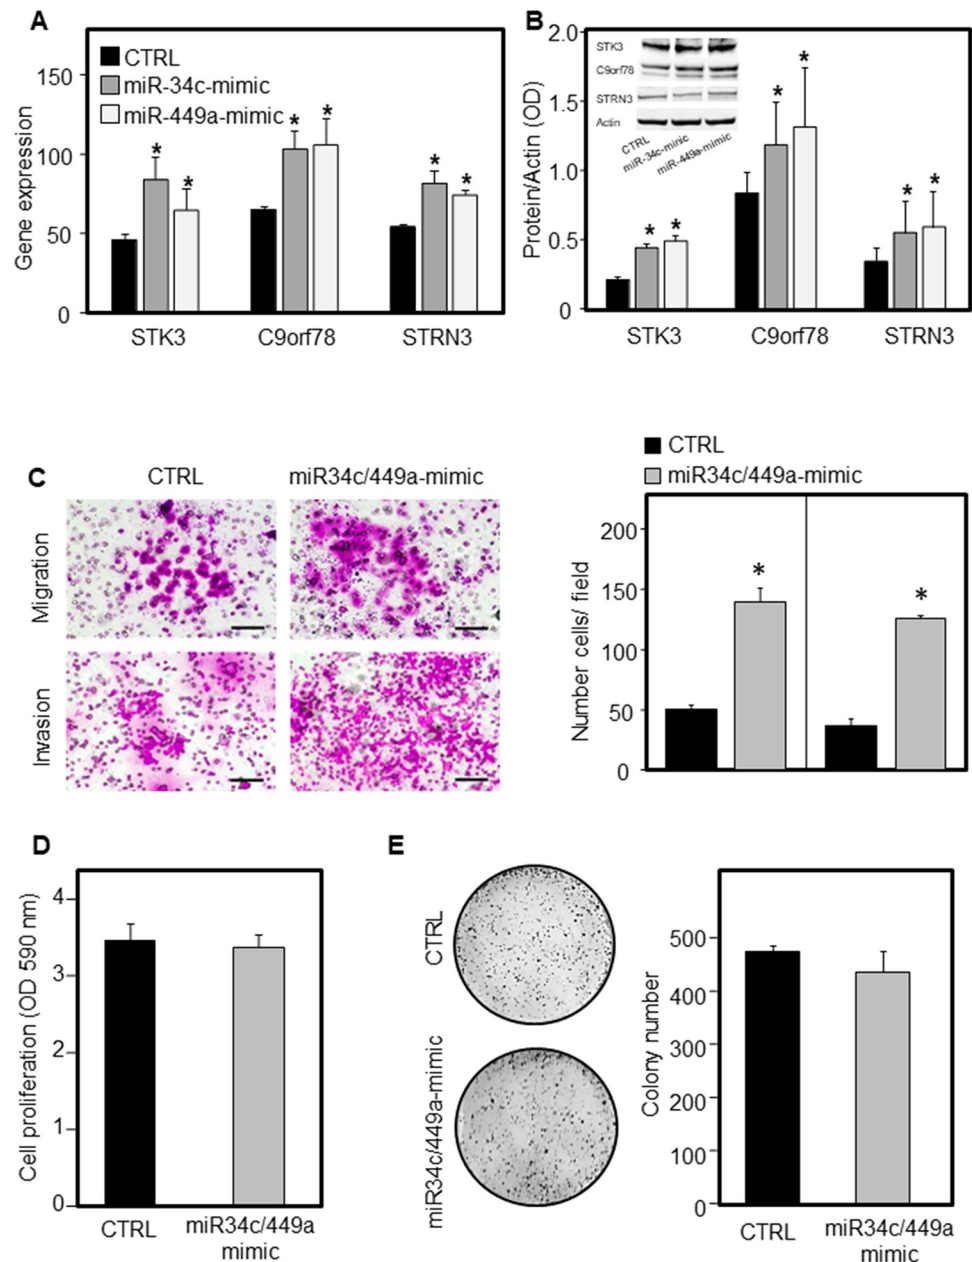 A
CTRL
miR-34c-mimic
miR-449a-mimic
Gene expression
150
100
50
0
*
*
*
*
*
*
STK3
C9orf78
STRN3
B
Protein/Actin (OD)
2.0
1.5
1.0
0.5
0
STK3
C9orf78
STRN3
Actin
CTRL
miR-34c-minic
miR-449a-mimic
*
*
*
*
*
*
STK3
C9orf78
STRN3
C
CTRL
miR34c/449a-mimic
Migration
Invasion
CTRL
miR34c/449a-mimic
Number cells/ field
200
150
100
50
0
*
*
D
Cell proliferation (OD 590 nm)
4
3
2
1
0
CTRL
miR34c/449a
mimic
E
CTRL
miR34c/449a-mimic
Colony number
500
400
300
200
100
0
CTRL
miR34c/449a
mimic